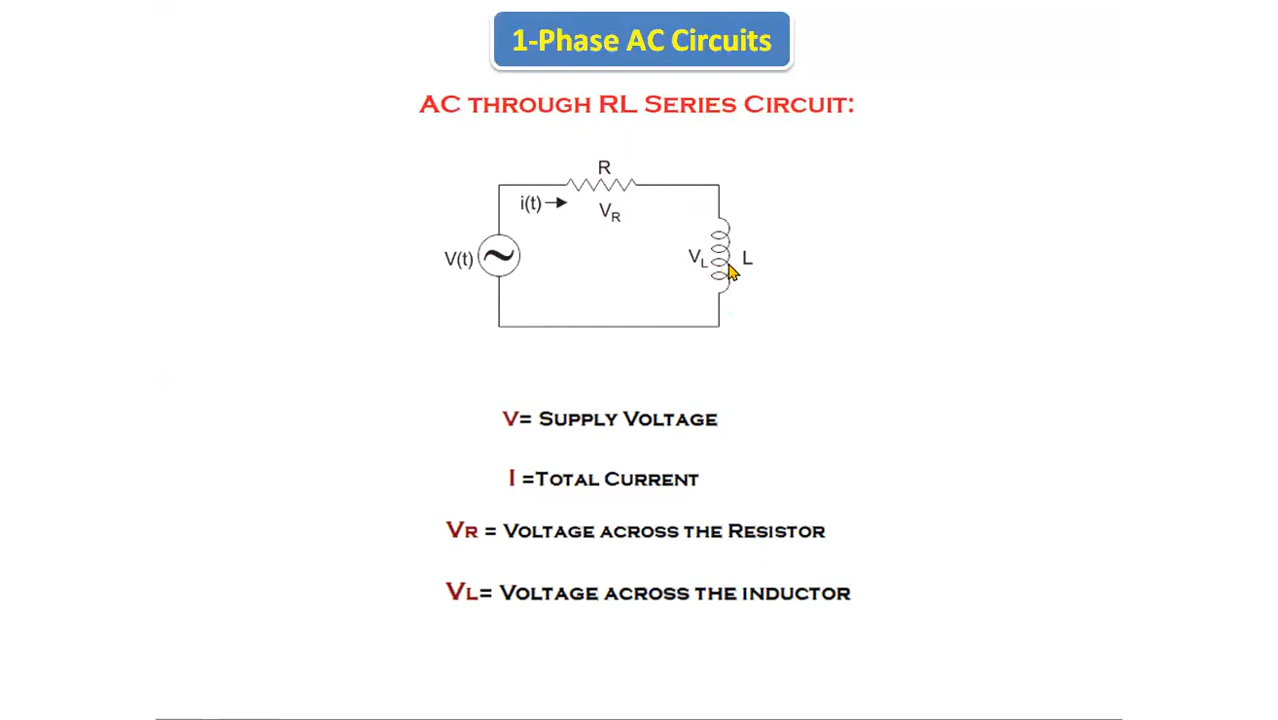 1-Phase AC Circuits
AC through RL Series Circuit:
R
i(t)
VR
V(t)
VL
L
V= Supply Voltage
I =Total Current
VR = Voltage across the Resistor
VL= Voltage across the inductor